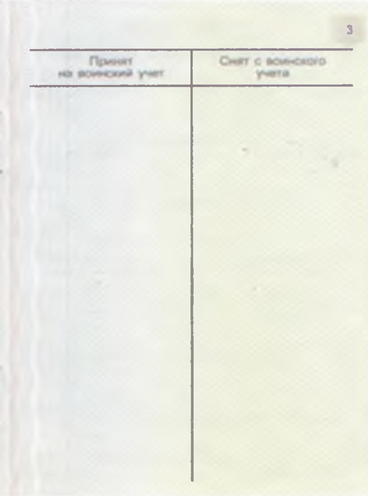 3
Принят
на воинский учет
Снят с воинского
учета